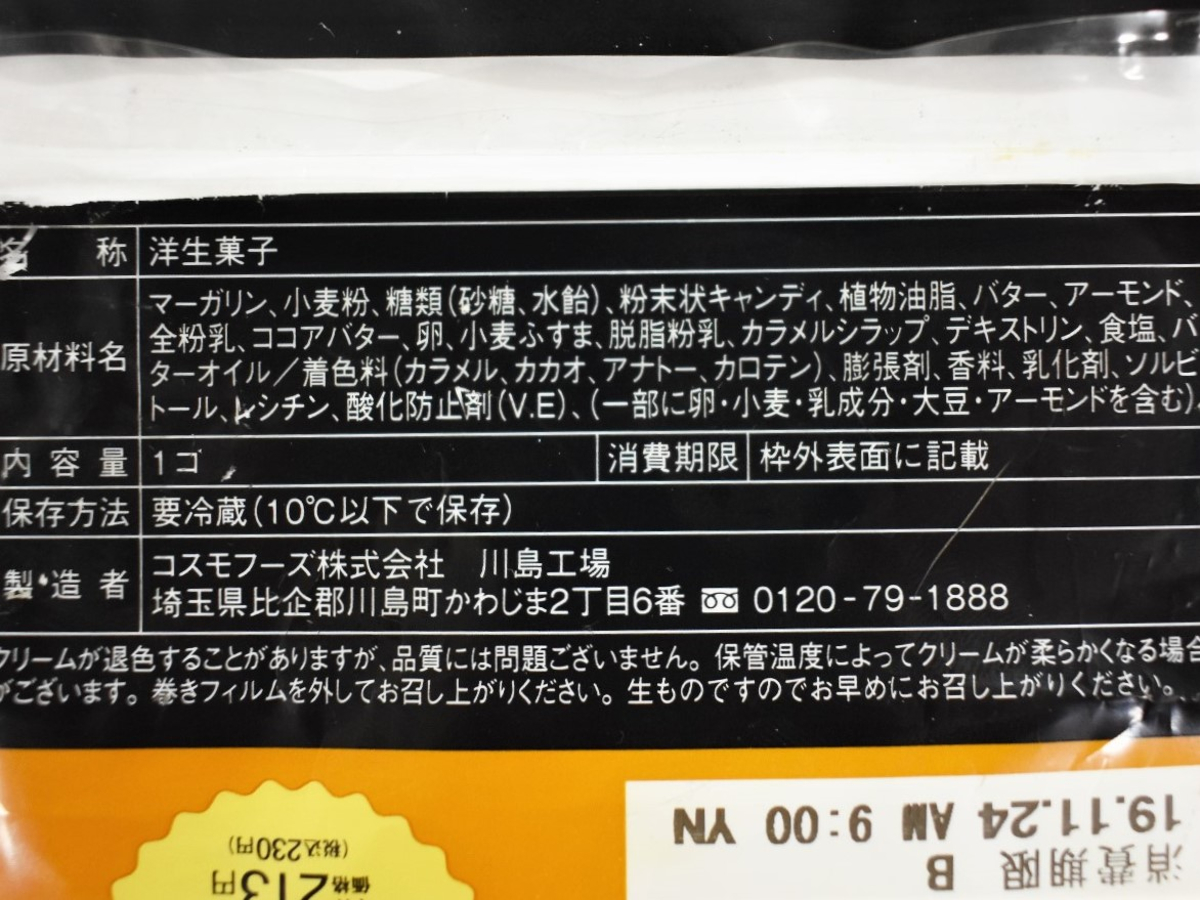 名称 洋生菓子
原材料名 マーガリン、小麦粉、糖類(砂糖、水飴)、粉末状キャンディ、植物油脂、バター、アーモンド、
全粉乳、ココアバター、卵、小麦ふすま、脱脂粉乳、カラメルシラップ、デキストリン、食塩、バ
ターオイル/着色料(カラメル、カカオ、アナトー、カロテン)、膨張剤、香料、乳化剤、ソルビ
トール、レシチン、酸化防止剤(V.E)、(一部に卵・小麦・乳成分・大豆・アーモンドを含む)
内容量 1コ 消費期限 枠外表面に記載
保存方法 要冷蔵(10℃以下で保存)
製造者 コスモフーズ株式会社 川島工場
埼玉県比企郡川島町かわじま2丁目6番 0120-79-1888
クリームが退色することがありますが、品質には問題ございません。保管温度によってクリームが柔らかくなる場合
がございます。巻きフィルムを外してお召し上がりください。生ものですのでお早めにお召し上がりください。
価格 213円
(税込230円)
消費期限 B
19.11.24 AM 9:00 YN